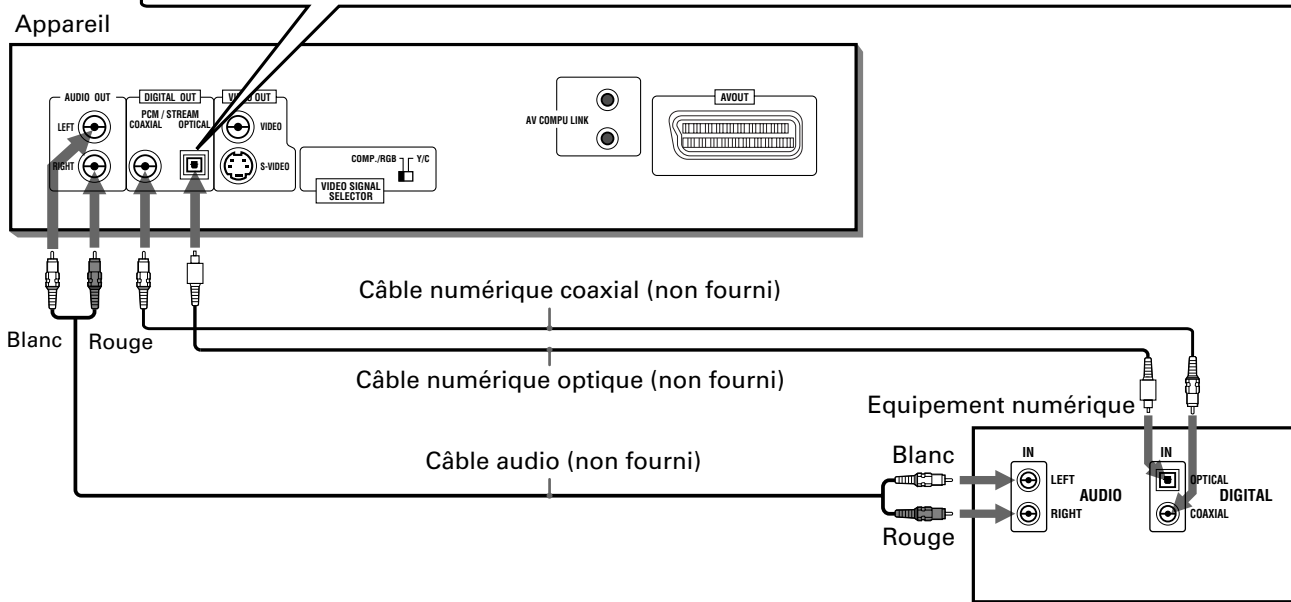 Appareil
AUDIO OUT
DIGITAL OUT
PCM / STREAM
COAXIAL OPTICAL
LEFT
RIGHT
VIDEO OUT
VIDEO
S-VIDEO
COMP./RGB Y/C
VIDEO SIGNAL
SELECTOR
AV COMPU LINK
AVOUT
Câble numérique coaxial (non fourni)
Blanc Rouge
Câble numérique optique (non fourni)
Equipement numérique
Câble audio (non fourni)
Blanc
Rouge
IN
LEFT
RIGHT
AUDIO
IN
OPTICAL
COAXIAL
DIGITAL